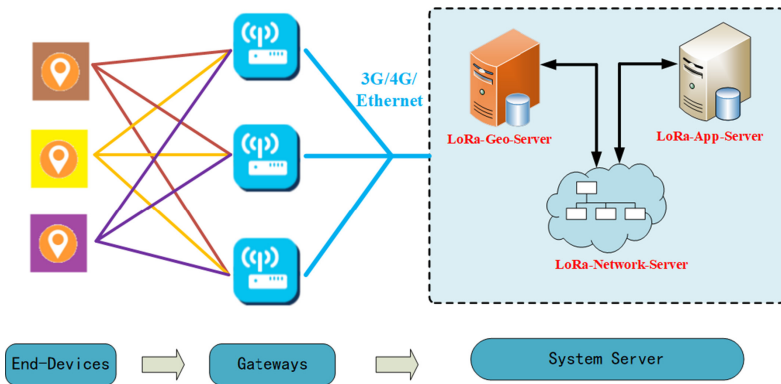 3G/4G/
Ethernet
LoRa-Geo-Server
LoRa-App-Server
LoRa-Network-Server
End-Devices
Gateways
System Server